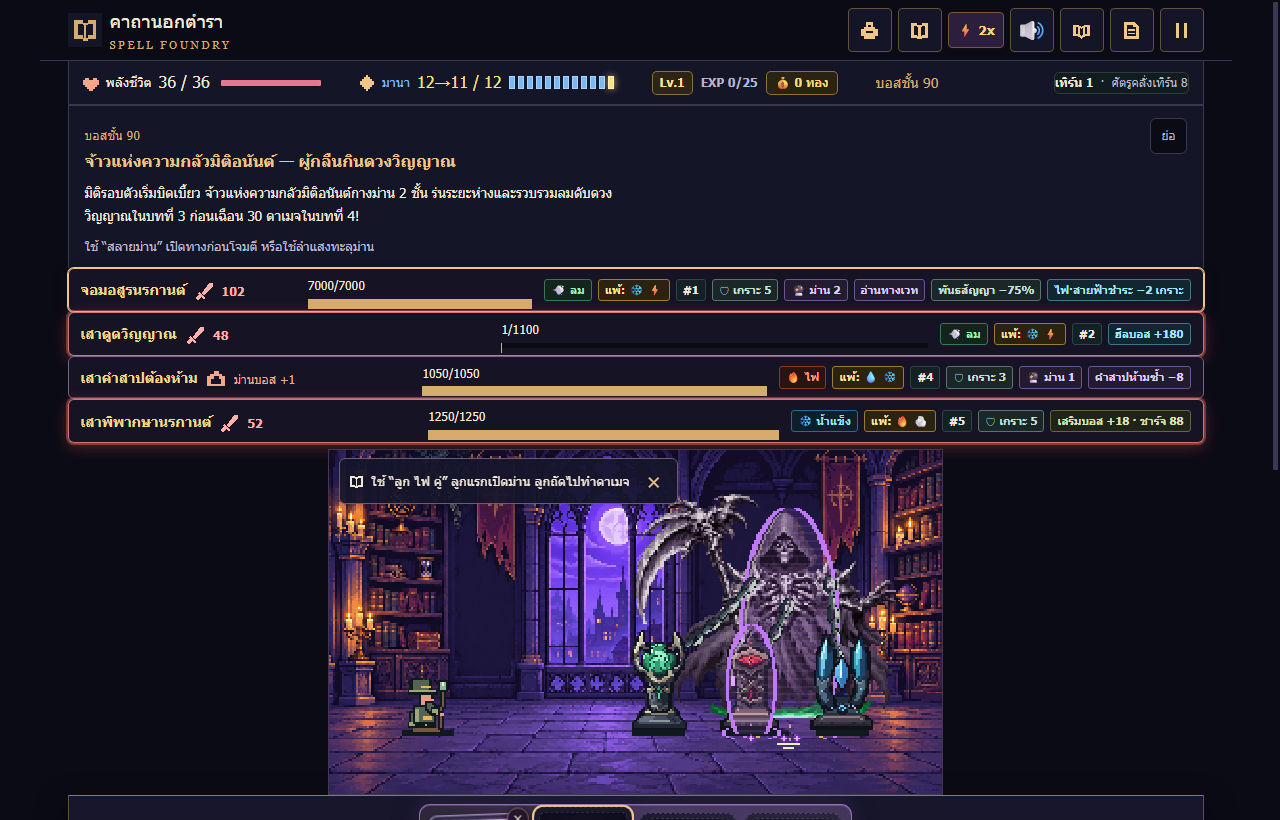 คาถานอกตำรา
SPELL FOUNDRY
2x
พลังชีวิต 36 / 36
มานา 12→11 / 12
Lv.1 EXP 0/25 0 ทอง
บอสชั้น 90
เทิร์น 1 · ศัตรูคลั่งเทิร์น 8
บอสชั้น 90
ย่อ
จ้าวแห่งความกลัวมิติอนันต์ — ผู้กลืนกินดวงวิญญาณ
มิติรอบตัวเริ่มบิดเบี้ยว จ้าวแห่งความกลัวมิติอนันต์กางม่าน 2 ชั้น ร่นระยะห่างและรวบรวมลมดับดวง
วิญญาณในบทที่ 3 ก่อนเฉือน 30 ดาเมจในบทที่ 4!
ใช้ “สลายม่าน” เปิดทางก่อนโจมตี หรือใช้ลำแสงทะลุม่าน
จอมอสูรนรกานต์ 102 7000/7000 ลม แพ้: #1 เกราะ 5 ม่าน 2 อ่านทางเวท พันธสัญญา −75% ไฟ·สายฟ้าชำระ −2 เกราะ
เสาดูดวิญญาณ 48 1/1100 ลม แพ้: #2 ฮีลบอส +180
เสาคำสาปต้องห้าม ม่านบอส +1 1050/1050 ไฟ แพ้: #4 เกราะ 3 ม่าน 1 คำสาปห้ามซ้ำ −8
เสาพิพากษานรกานต์ 52 1250/1250 น้ำแข็ง แพ้: #5 เกราะ 5 เสริมบอส +18 · ชาร์จ 88
ใช้ “ลูก ไฟ คู่” ลูกแรกเปิดม่าน ลูกถัดไปทำดาเมจ